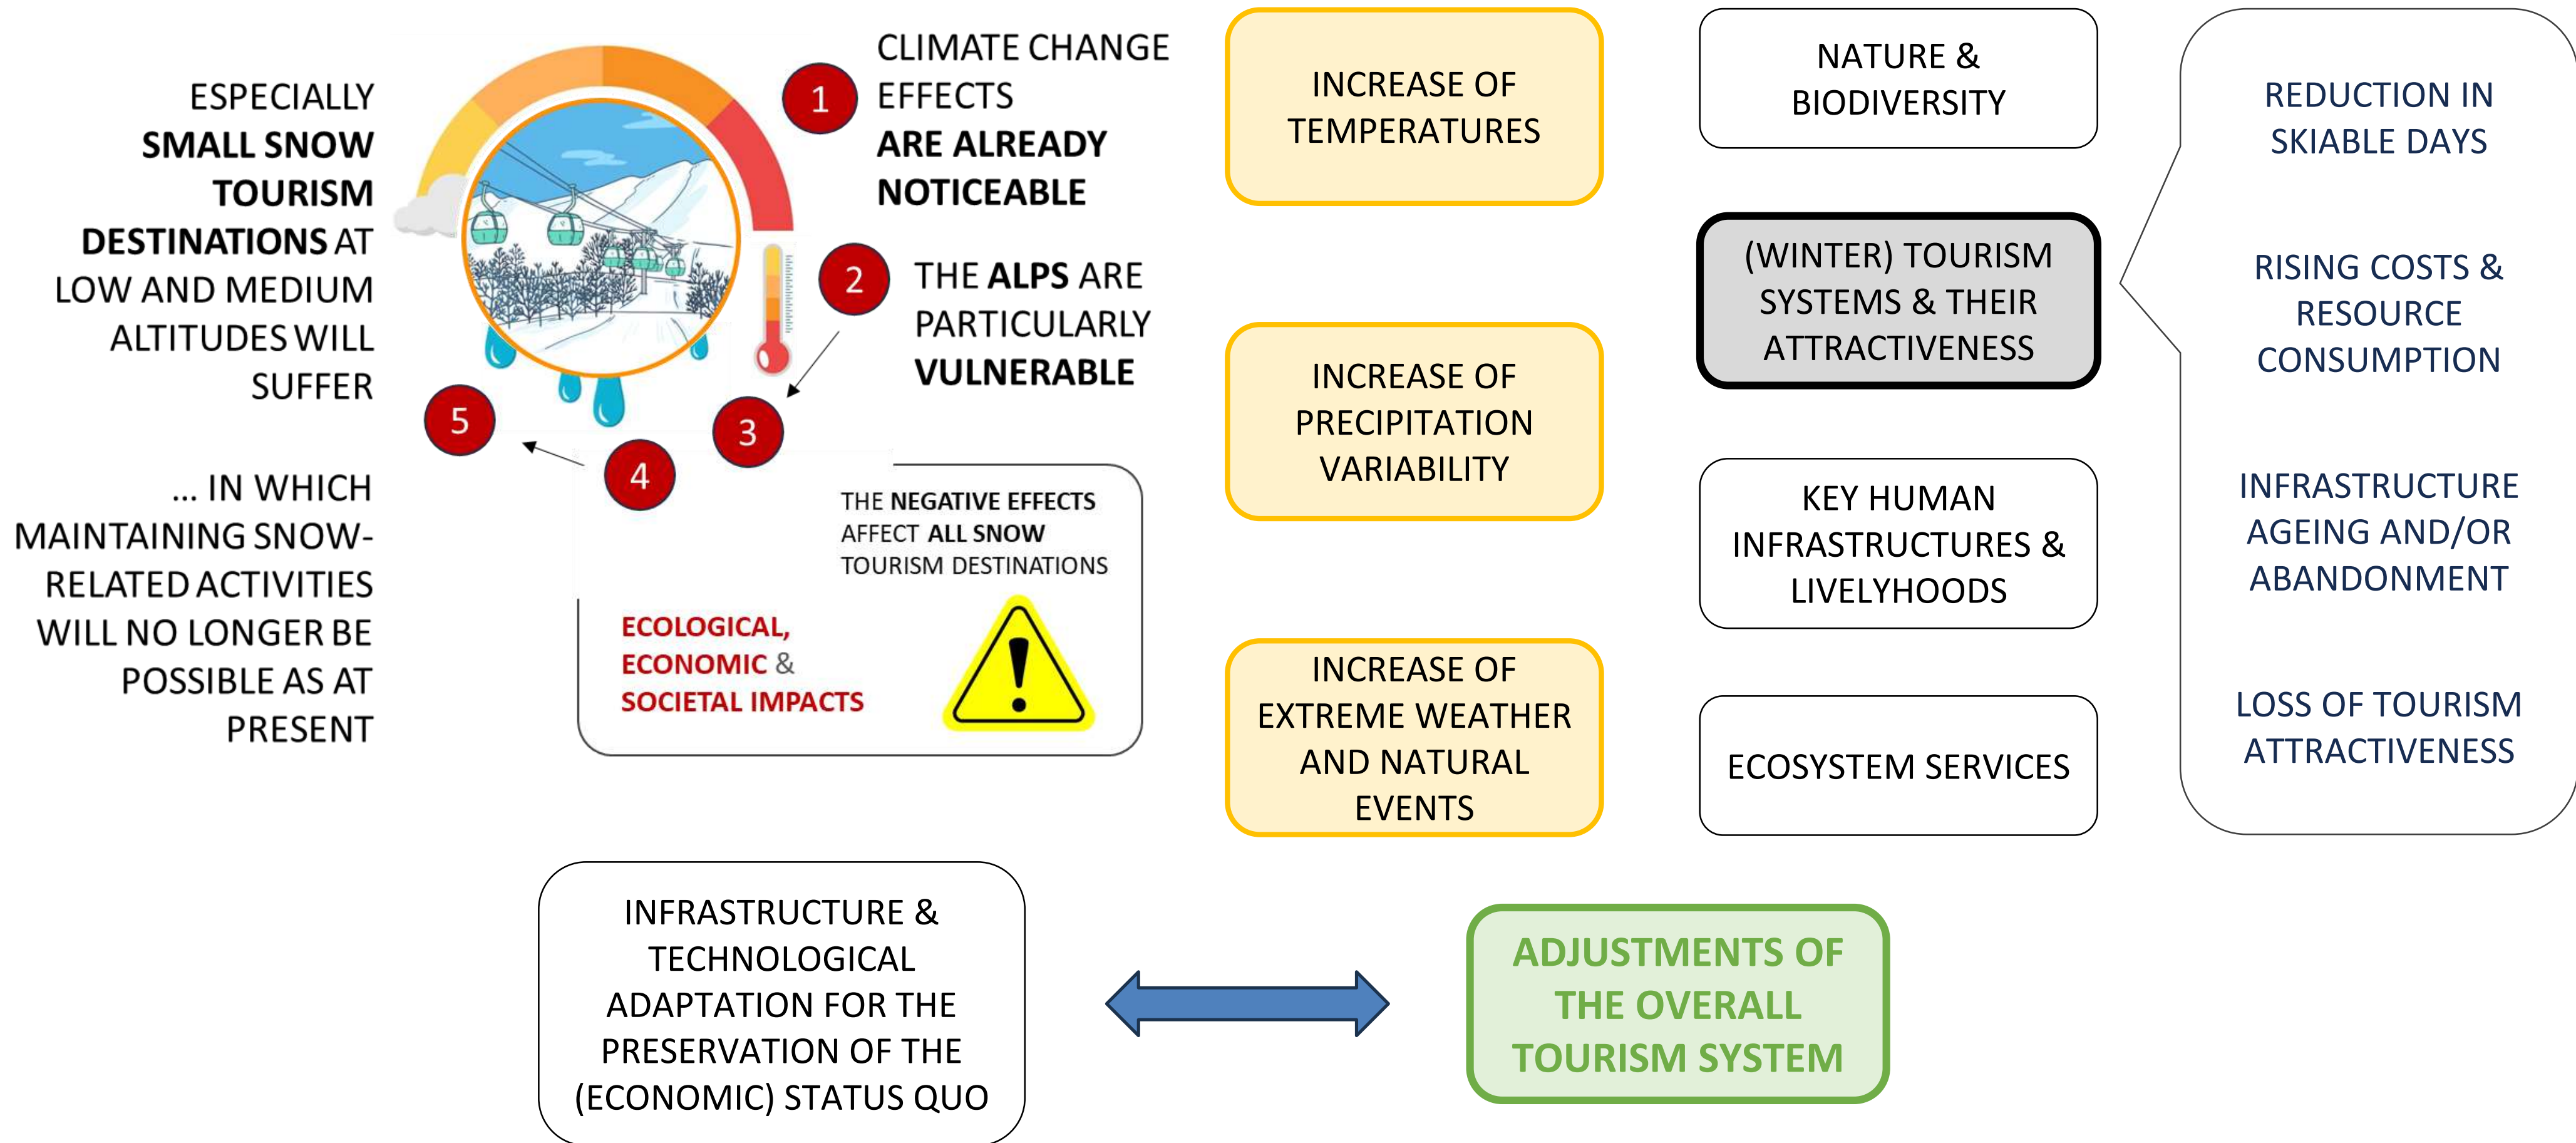 CLIMATE CHANGE
EFFECTS
ARE ALREADY
NOTICEABLE
1
THE ALPS ARE
PARTICULARLY
VULNERABLE
2
3
4
5
THE NEGATIVE EFFECTS
AFFECT ALL SNOW
TOURISM DESTINATIONS
ECOLOGICAL,
ECONOMIC &
SOCIETAL IMPACTS
!
ESPECIALLY
SMALL SNOW
TOURISM
DESTINATIONS AT
LOW AND MEDIUM
ALTITUDES WILL
SUFFER
... IN WHICH
MAINTAINING SNOW-
RELATED ACTIVITIES
WILL NO LONGER BE
POSSIBLE AS AT
PRESENT
INCREASE OF
TEMPERATURES
INCREASE OF
PRECIPITATION
VARIABILITY
INCREASE OF
EXTREME WEATHER
AND NATURAL
EVENTS
NATURE &
BIODIVERSITY
(WINTER) TOURISM
SYSTEMS & THEIR
ATTRACTIVENESS
KEY HUMAN
INFRASTRUCTURES &
LIVELYHOODS
ECOSYSTEM SERVICES
REDUCTION IN
SKIABLE DAYS
RISING COSTS &
RESOURCE
CONSUMPTION
INFRASTRUCTURE
AGEING AND/OR
ABANDONMENT
LOSS OF TOURISM
ATTRACTIVENESS
INFRASTRUCTURE &
TECHNOLOGICAL
ADAPTATION FOR THE
PRESERVATION OF THE
(ECONOMIC) STATUS QUO
ADJUSTMENTS OF
THE OVERALL
TOURISM SYSTEM